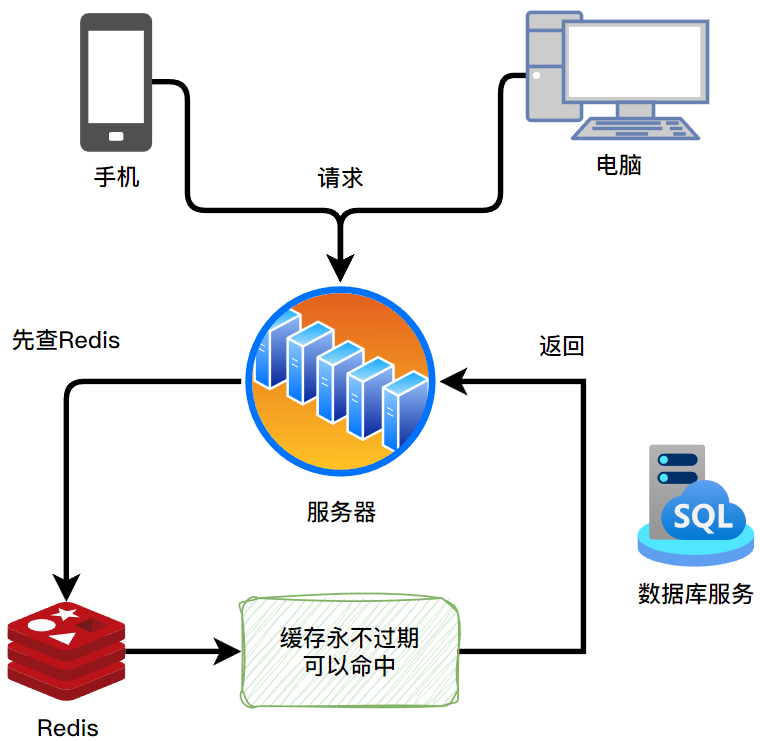 手机
电脑
请求
先查Redis
返回
服务器
SQL
数据库服务
缓存永不过期
可以命中
Redis